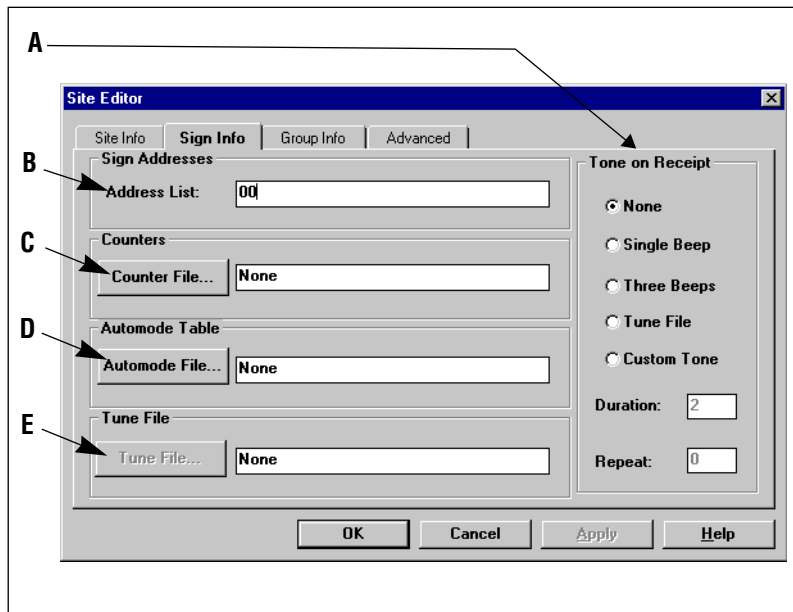 A
Site Editor
Site Info
Sign Info
Group Info
Advanced
B
Sign Addresses
Address List:
00
C
Counters
Counter File...
None
D
Automode Table
Automode File...
None
E
Tune File
Tune File...
None
Tone on Receipt
None
Single Beep
Three Beeps
Tune File
Custom Tone
Duration:
2
Repeat:
0
OK
Cancel
Apply
Help